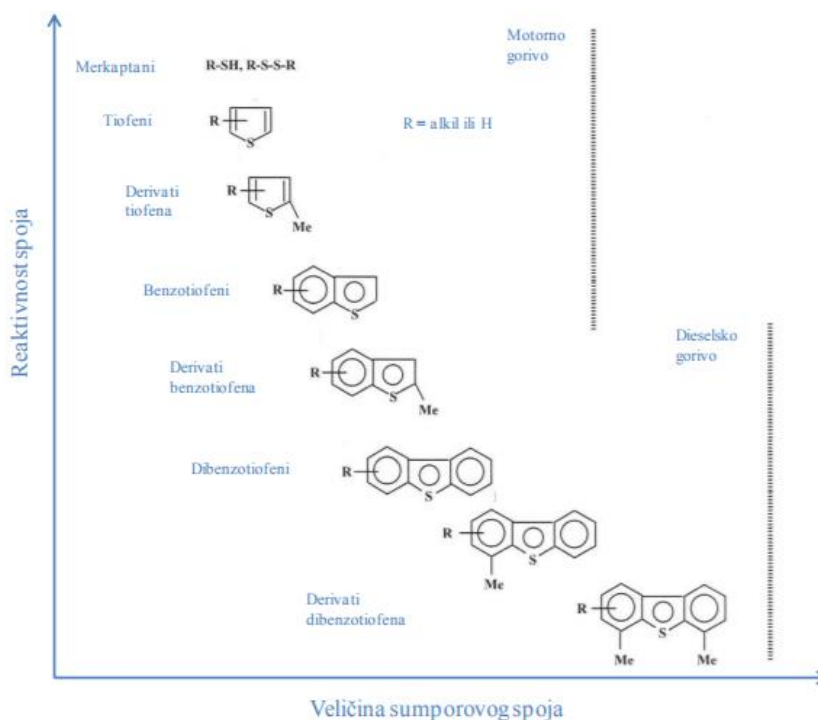 Motorno
gorivo
Merkaptani
R-SH, R-S-S-R
Tiofeni
R
S
R = alkil ili H
Derivati
tiofena
R
S
Me
Benzotiofeni
R
S
Dieselsko
gorivo
Derivati
benzotiofena
R
S
Me
Dibenzotiofeni
R
S
R
S
Me
Derivati
dibenzotiofena
R
S
Me
Me
Reaktivnost spoja
Veličina sumporovog spoja